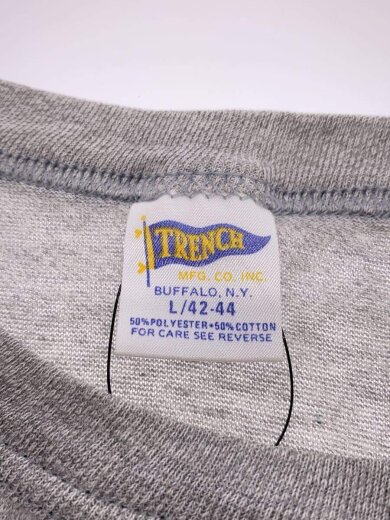 TRENCH
MFG. CO. INC.
BUFFALO, N.Y.
L/42-44
50% POLYESTER•50% COTTON
FOR CARE SEE REVERSE